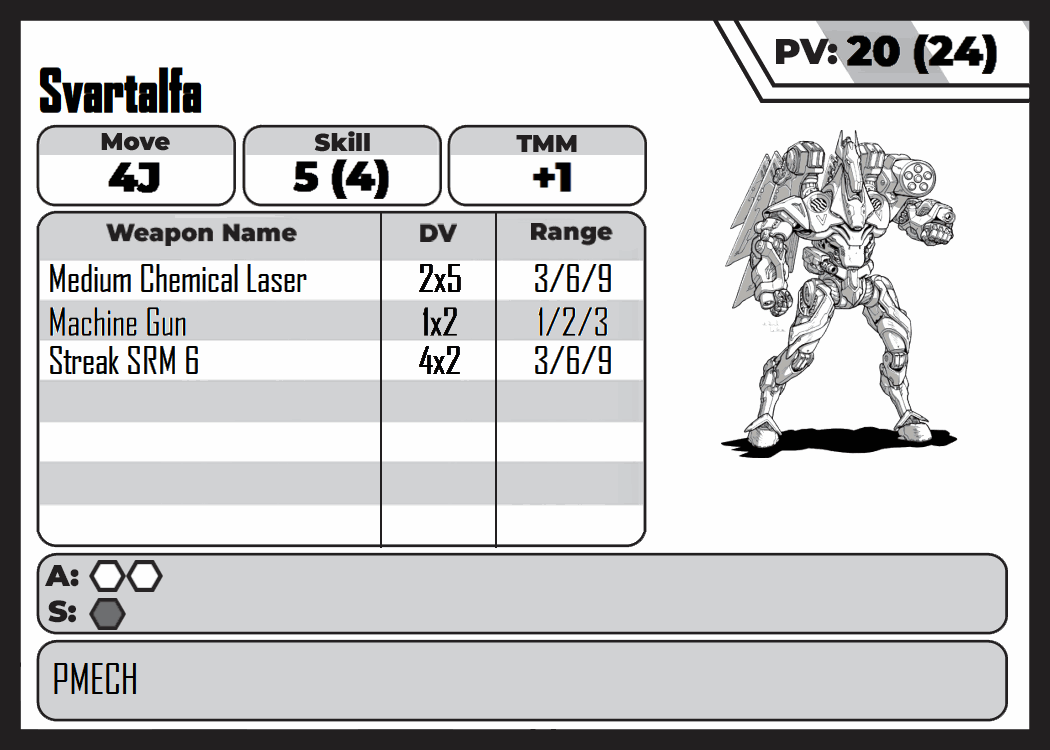 PV: 20 (24)
Svartalfa
Move Skill TMM
4J 5 (4) +1
Weapon Name DV Range
Medium Chemical Laser 2x5 3/6/9
Machine Gun 1x2 1/2/3
Streak SRM 6 4x2 3/6/9
A:
S:
PMECH